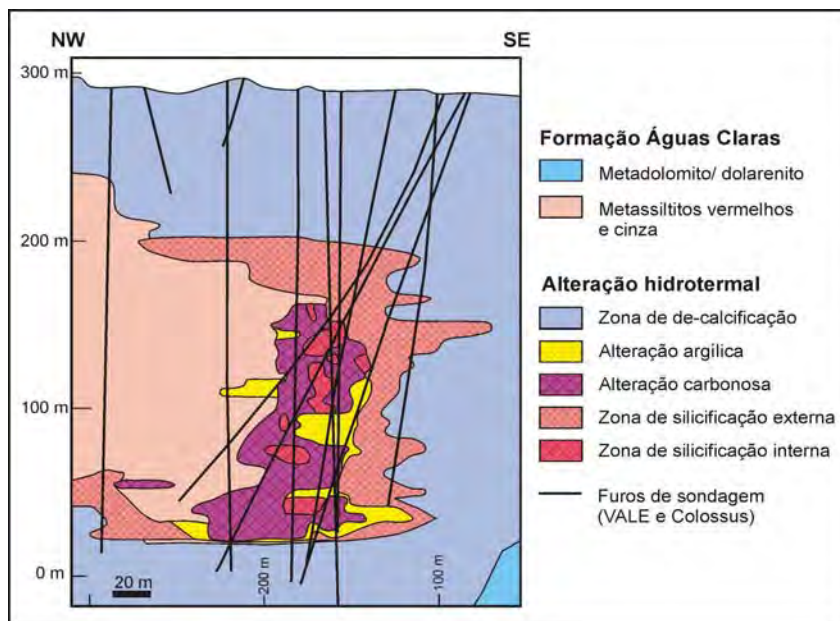 NW
SE
300 m
200 m
100 m
0 m
20 m
200 m
100 m
Formação Águas Claras
Metadolomito/ dolarenito
Metassiltitos vermelhos
e cinza
Alteração hidrotermal
Zona de de-calcificação
Alteração argílica
Alteração carbonosa
Zona de silicificação externa
Zona de silicificação interna
Furos de sondagem
(VALE e Colossus)